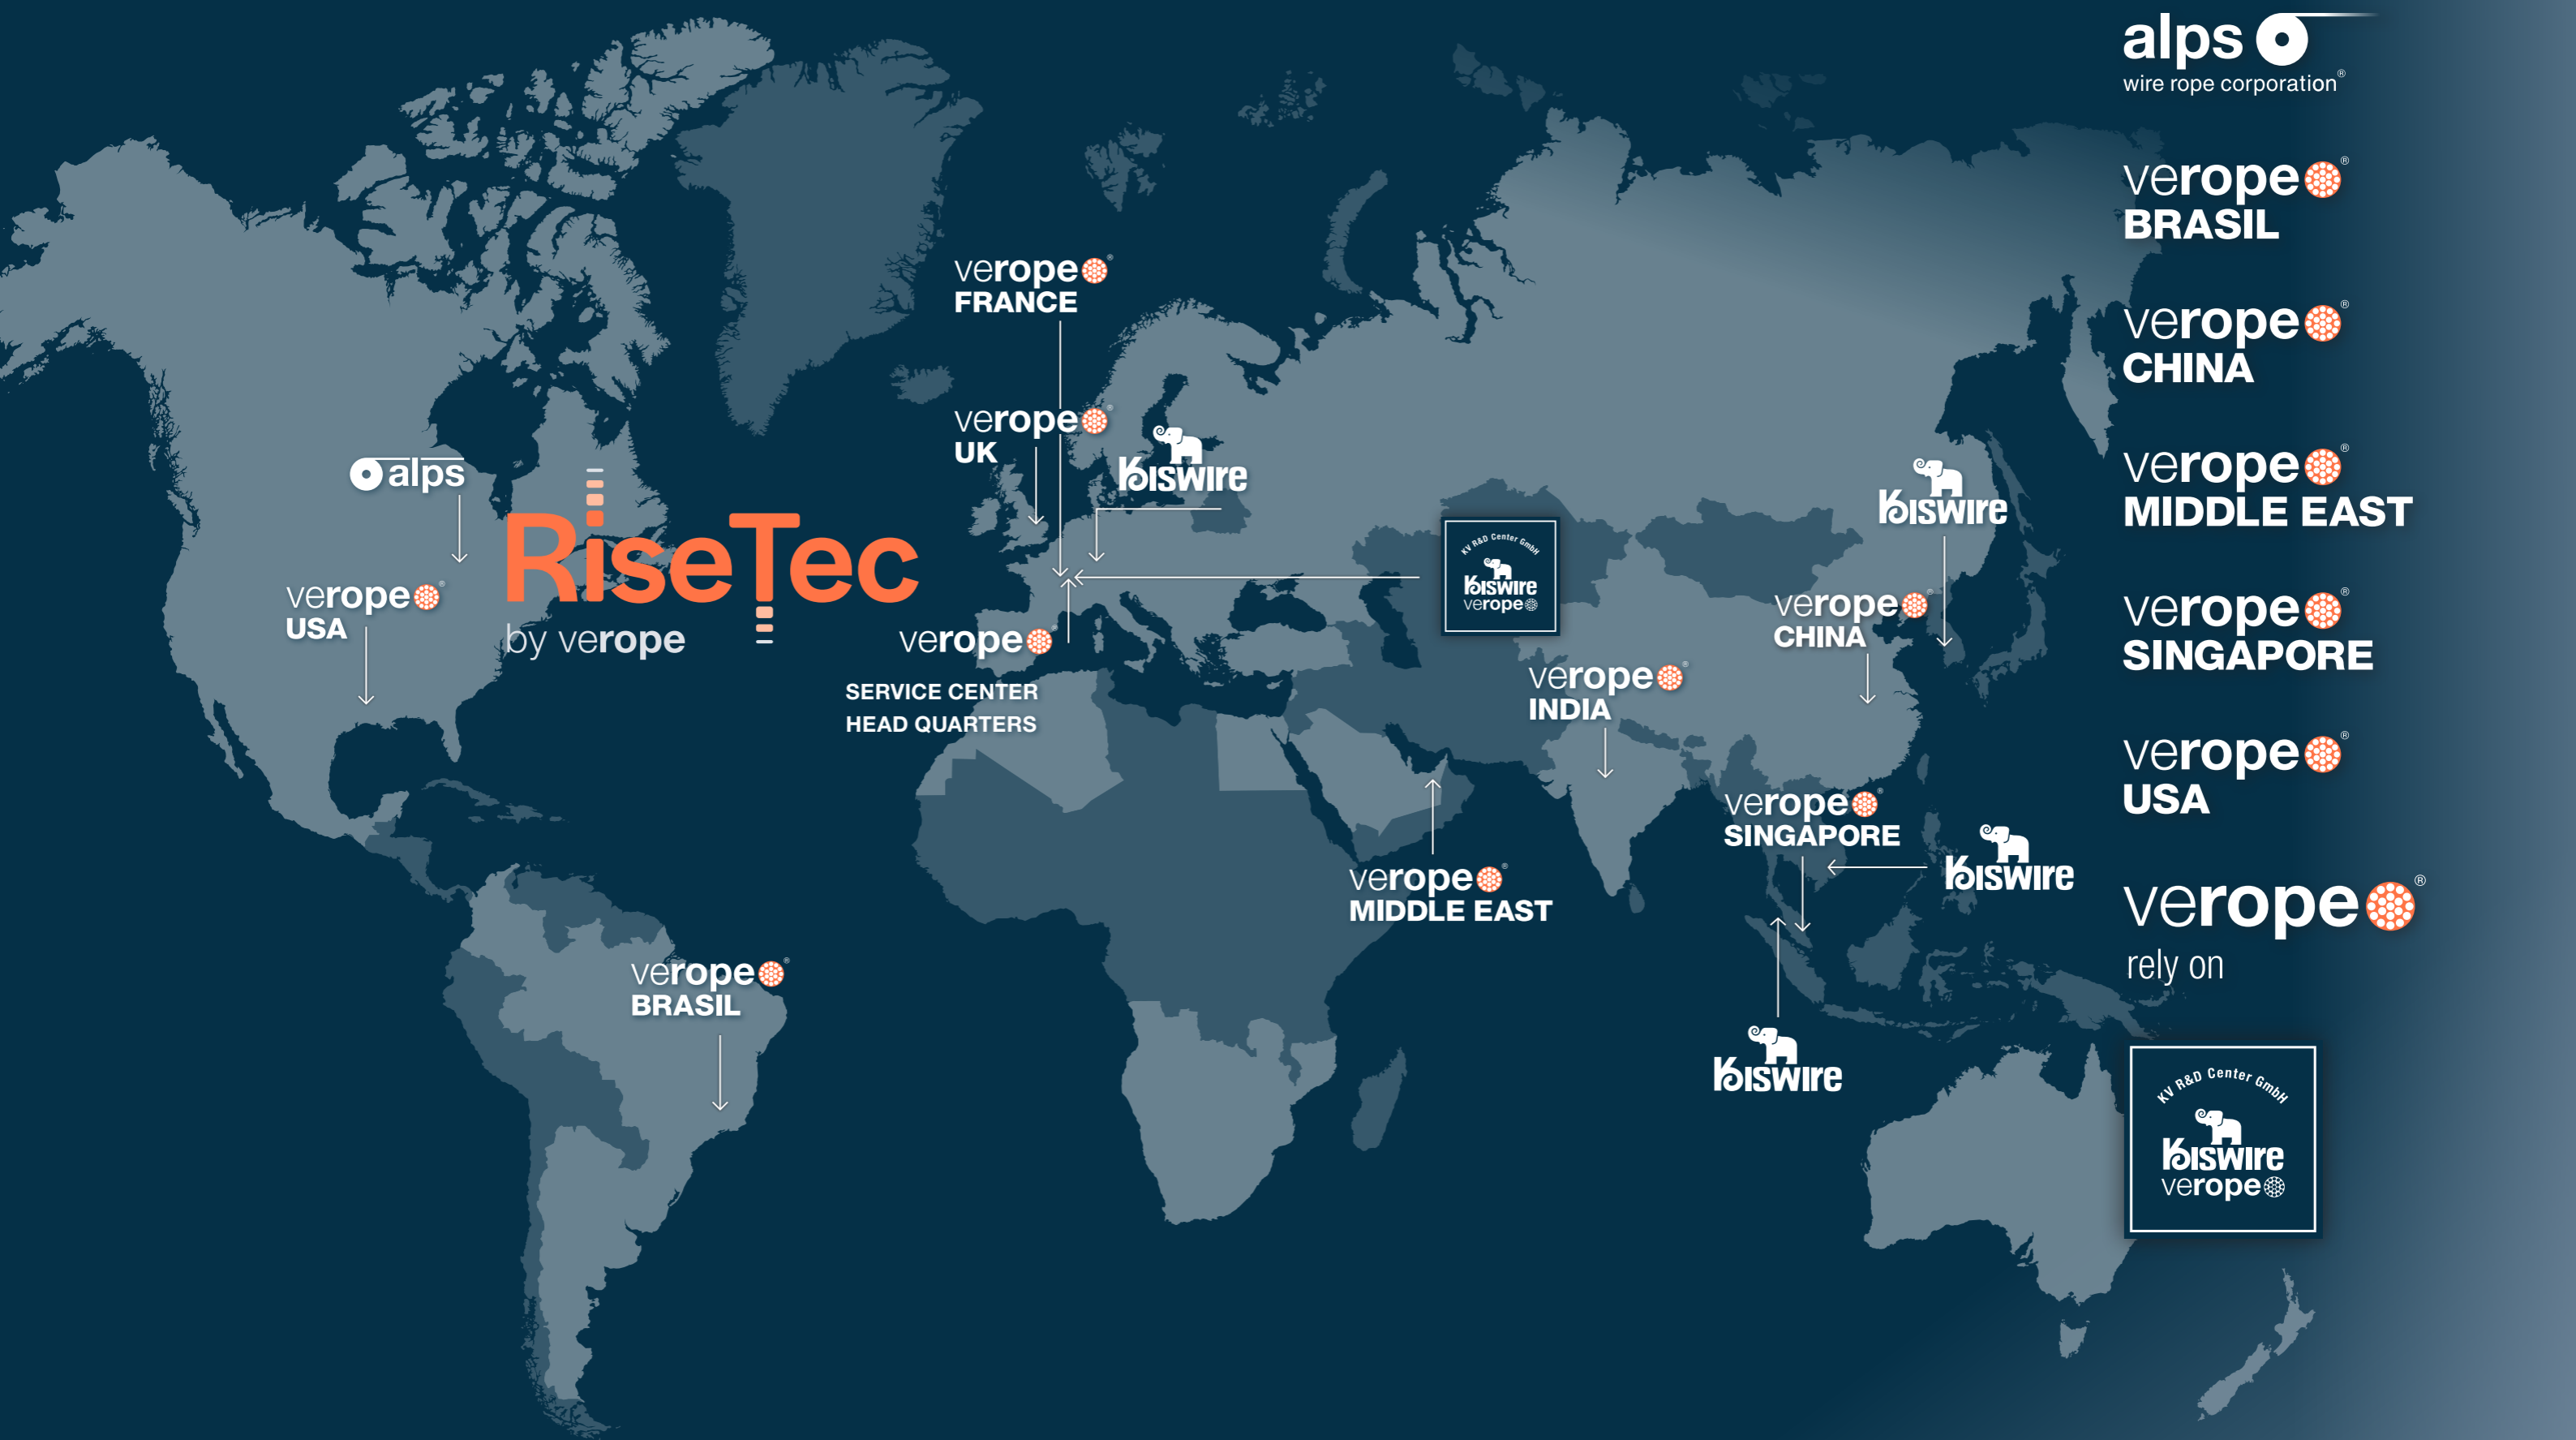 verope®
FRANCE
verope®
UK
KISWIRE
alps
verope®
USA
RiseTec
by verope
verope®
SERVICE CENTER
HEAD QUARTERS
KV R&D Center GmbH
KISWIRE
verope
verope®
INDIA
verope®
CHINA
KISWIRE
verope®
SINGAPORE
KISWIRE
verope®
MIDDLE EAST
verope®
BRASIL
KISWIRE
alps
wire rope corporation®
verope®
BRASIL
verope®
CHINA
verope®
MIDDLE EAST
verope®
SINGAPORE
verope®
USA
verope®
rely on
KV R&D Center GmbH
KISWIRE
verope